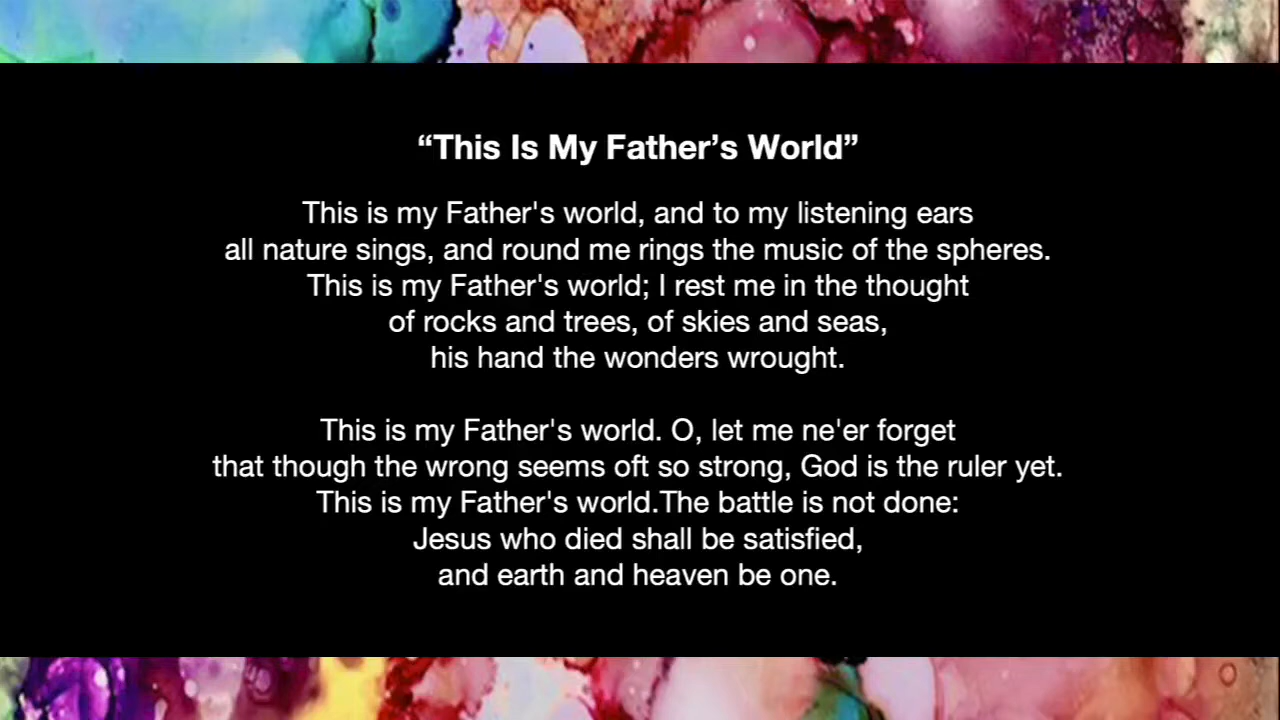 “This Is My Father’s World”
This is my Father's world, and to my listening ears
all nature sings, and round me rings the music of the spheres.
This is my Father's world; I rest me in the thought
of rocks and trees, of skies and seas,
his hand the wonders wrought.
This is my Father's world. O, let me ne'er forget
that though the wrong seems oft so strong, God is the ruler yet.
This is my Father's world.The battle is not done:
Jesus who died shall be satisfied,
and earth and heaven be one.